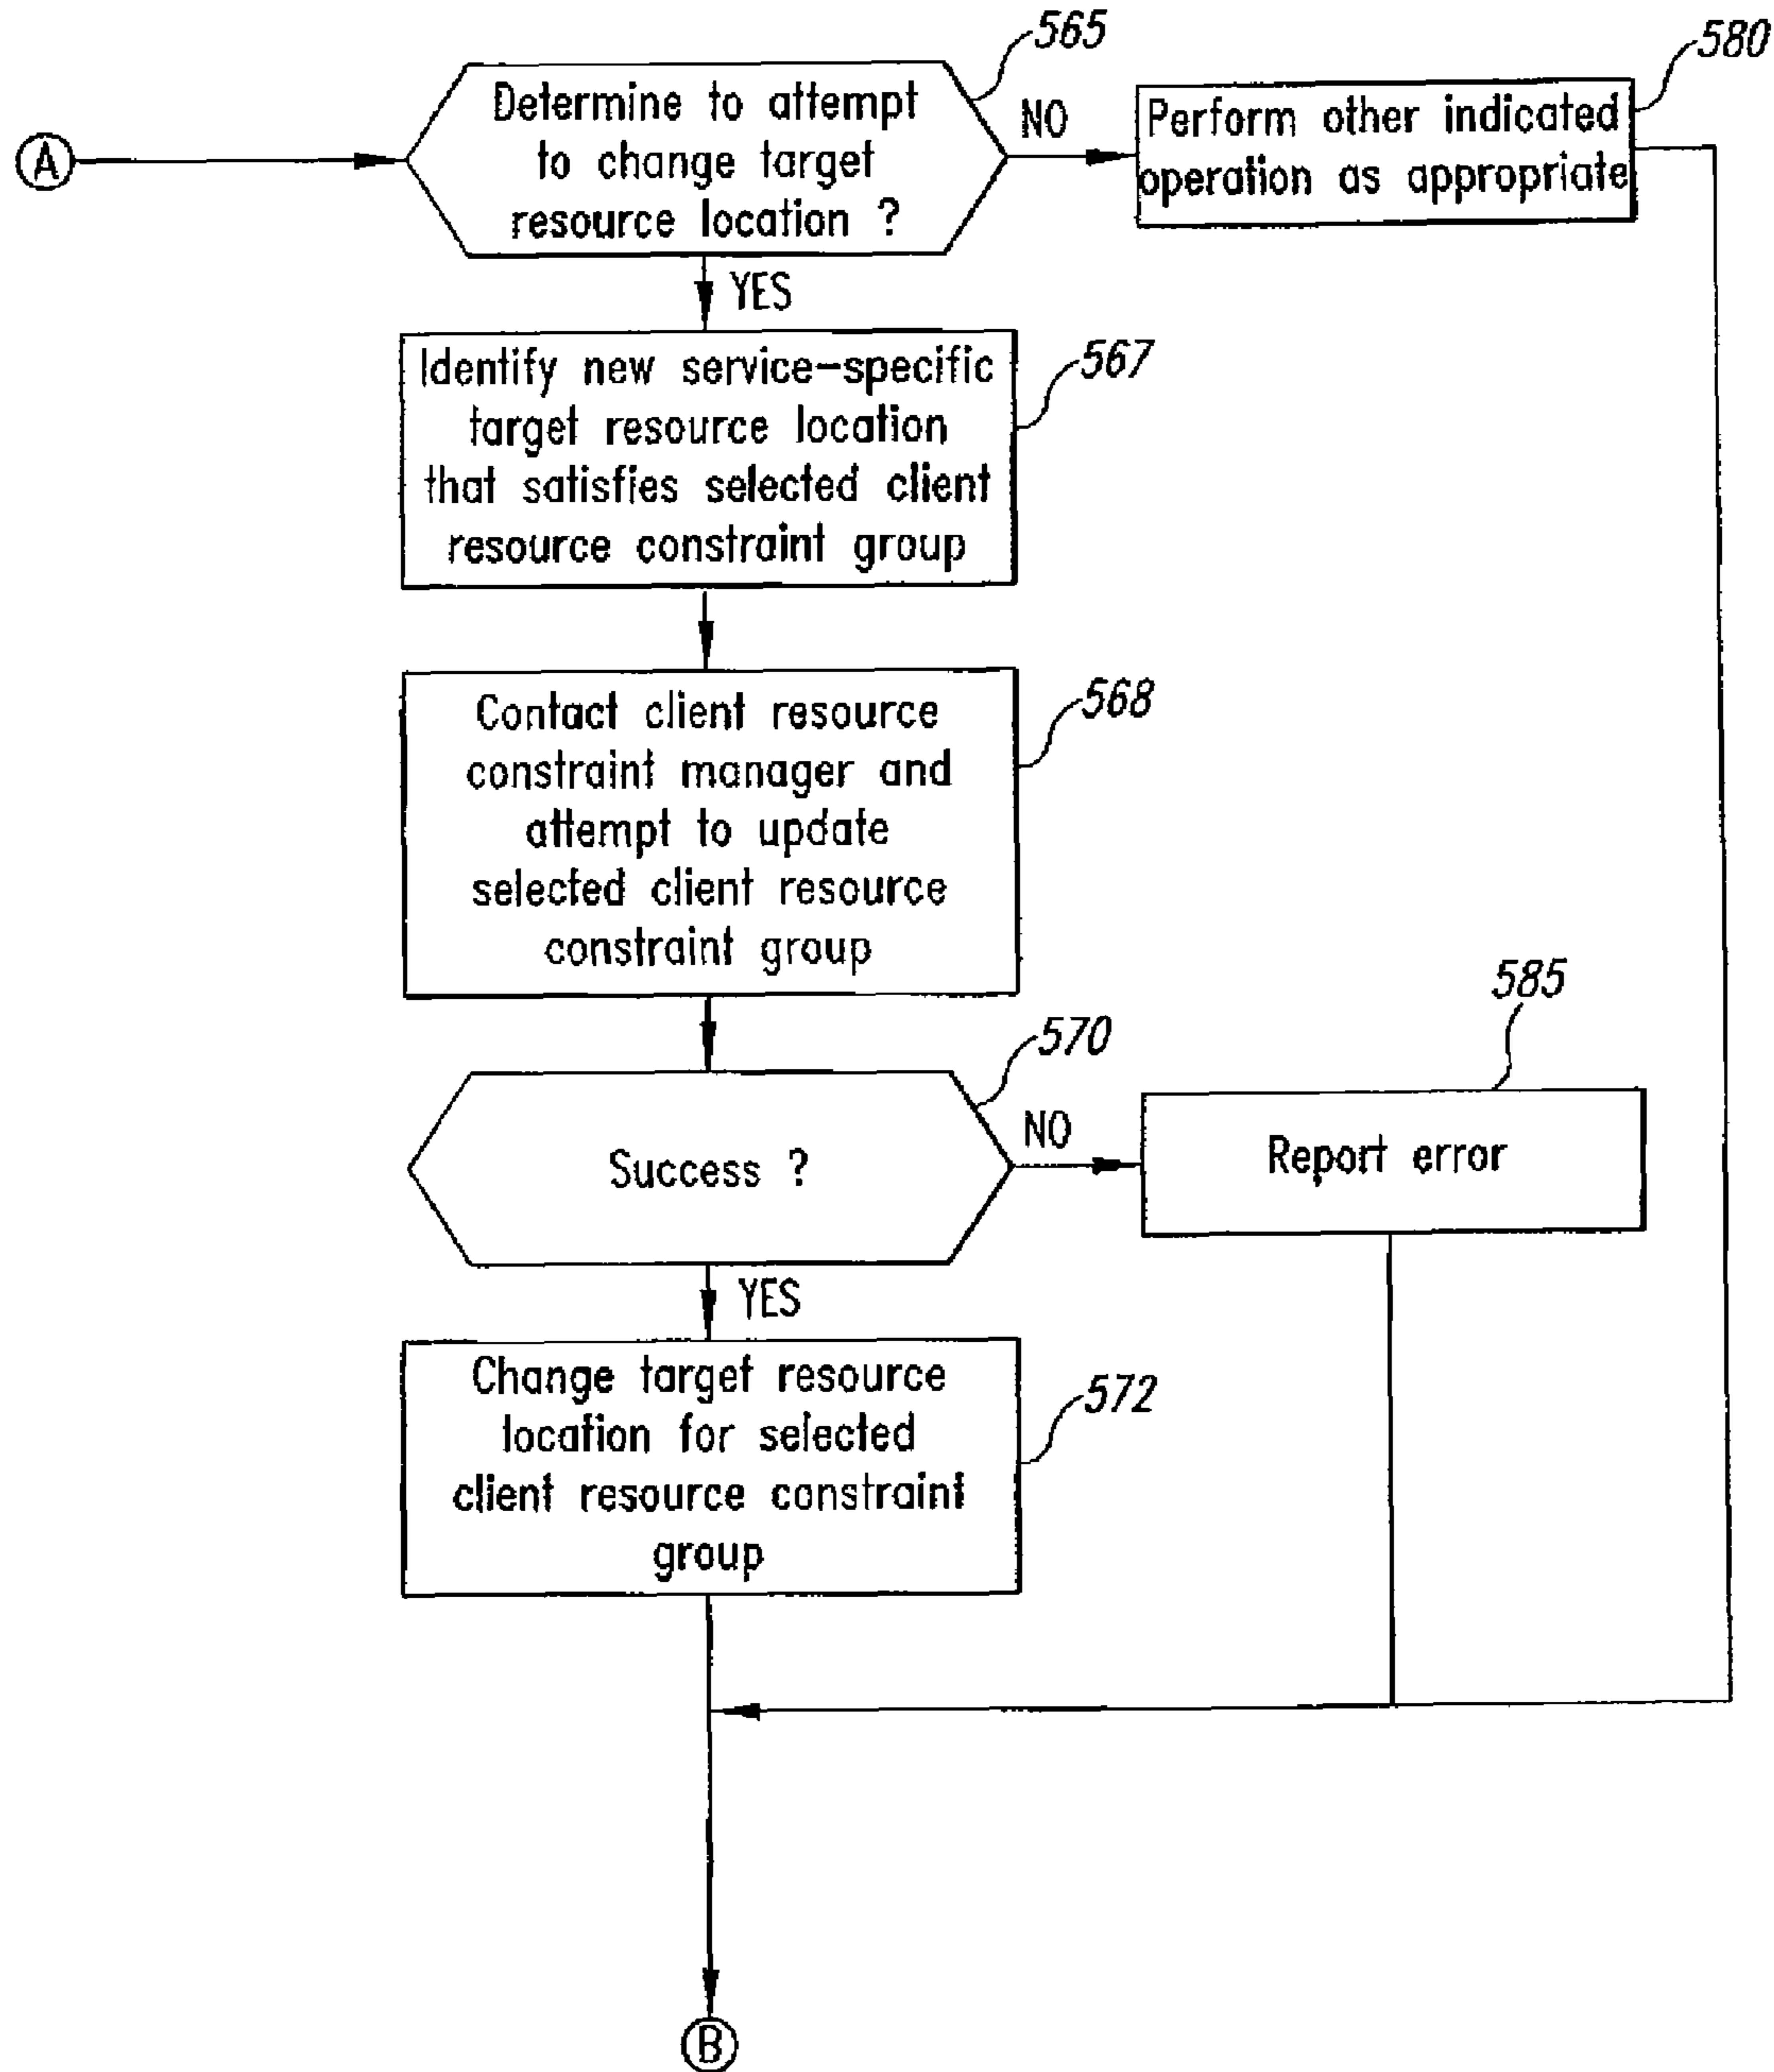 565
580
Determine to attempt
to change target
resource location ?
NO
Perform other indicated
operation as appropriate
A
YES
Identify new service-specific
target resource location
that satisfies selected client
resource constraint group
567
Contact client resource
constraint manager and
attempt to update
selected client resource
constraint group
568
570
585
Success ?
NO
Report error
YES
Change target resource
location for selected
client resource constraint
group
572
B